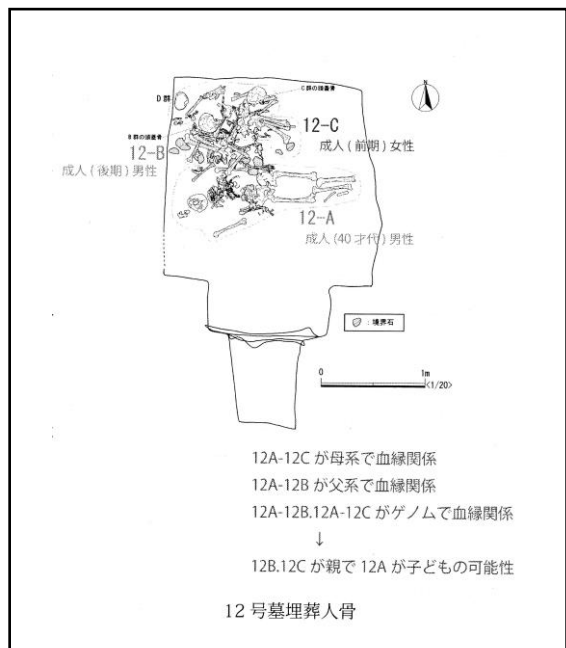 N
D群
C群の頭蓋骨
12-C
成人(前期)女性
B群の頭蓋骨
12-B
成人(後期)男性
12-A
成人(40才代)男性
:境界石
0 1m
<1/20>
12A-12C が母系で血縁関係
12A-12B が父系で血縁関係
12A-12B.12A-12C がゲノムで血縁関係
↓
12B.12C が親で 12A が子どもの可能性
12 号墓埋葬人骨